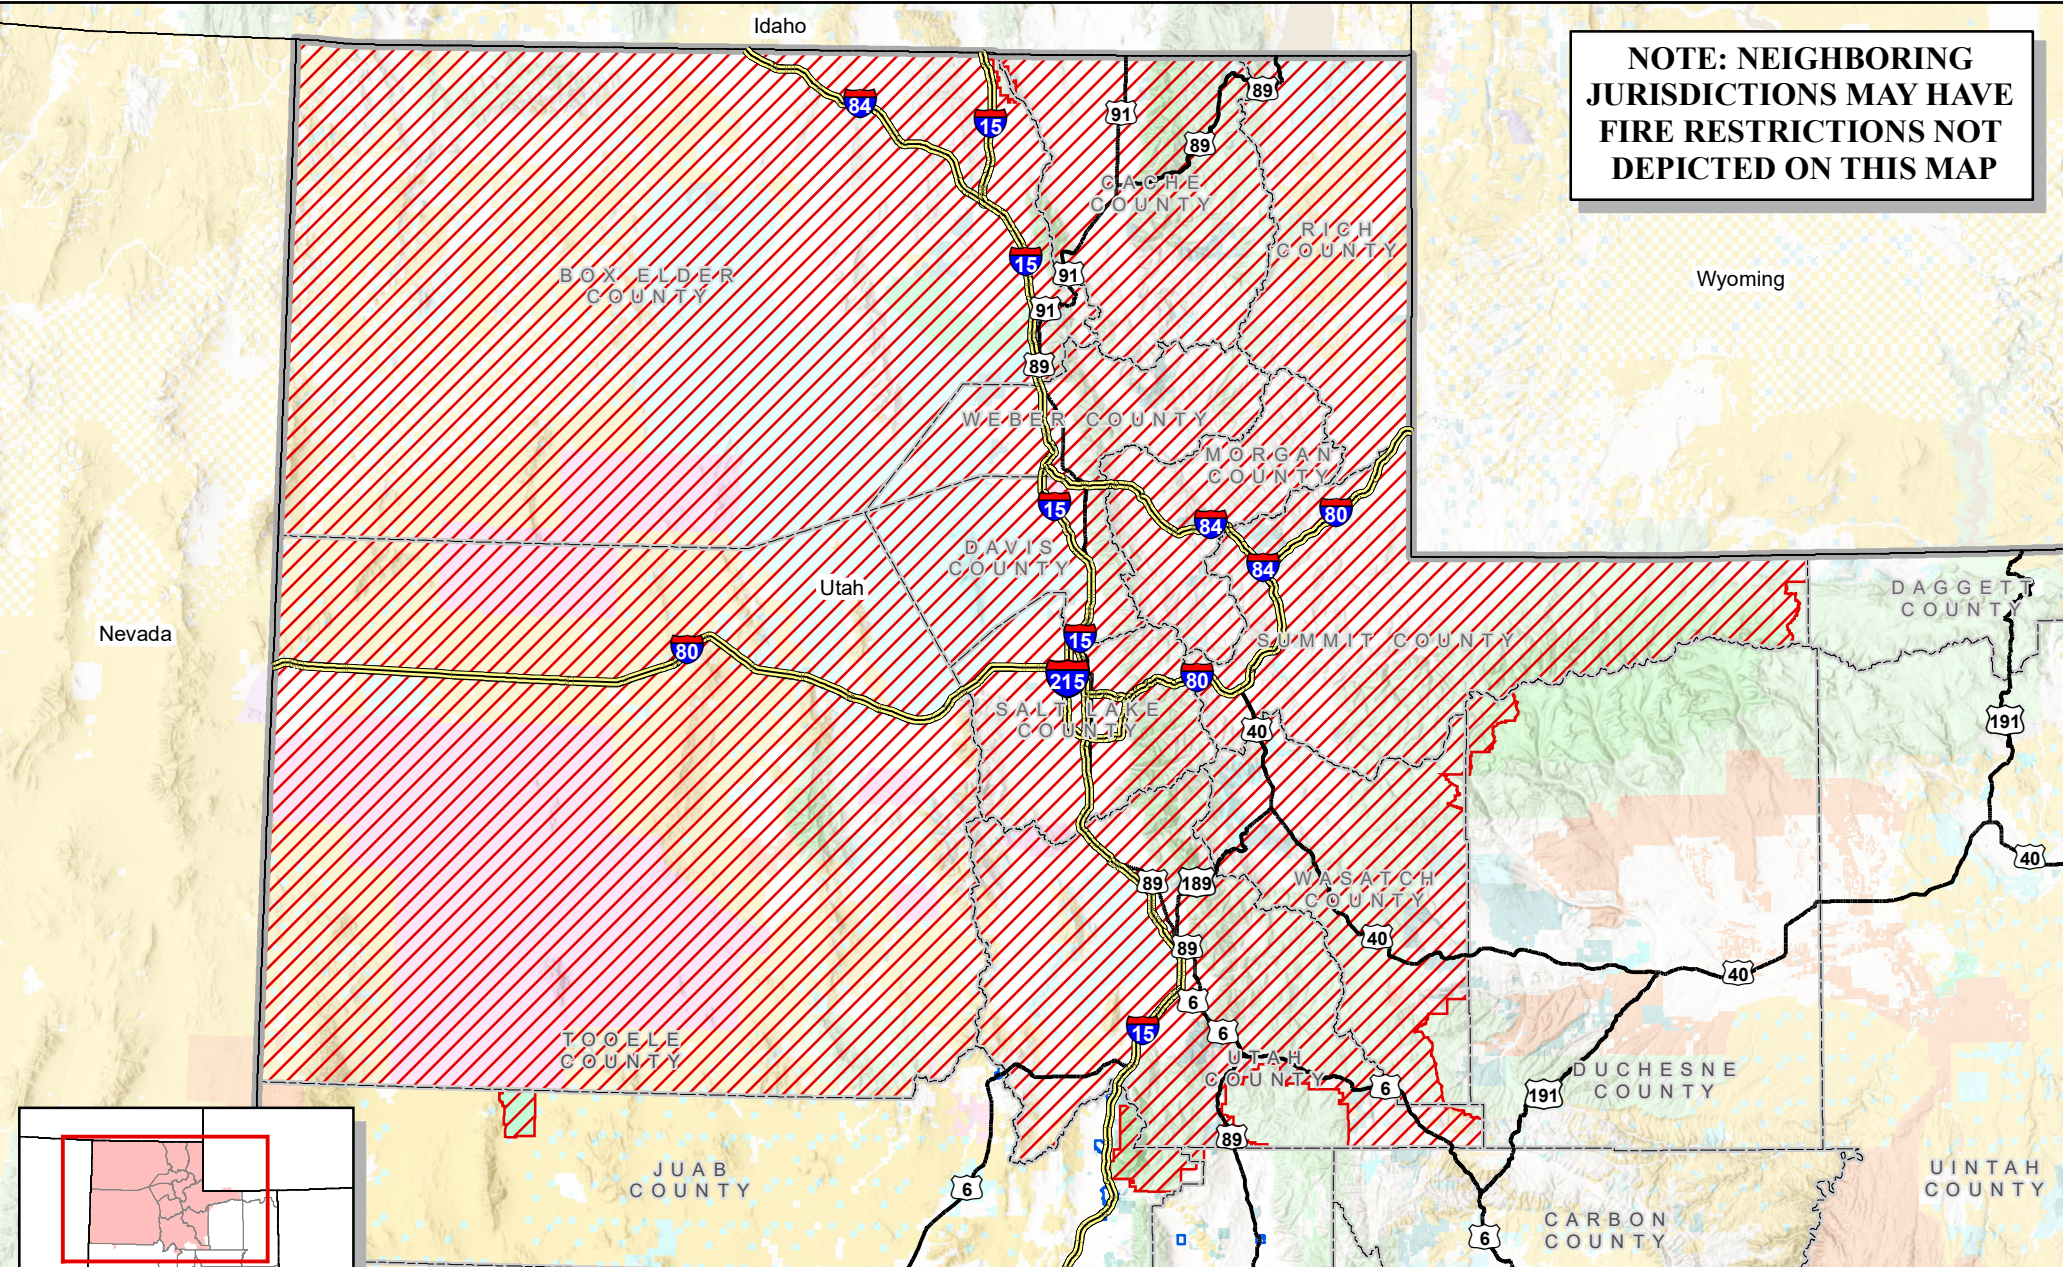 Idaho
NOTE: NEIGHBORING
JURISDICTIONS MAY HAVE
FIRE RESTRICTIONS NOT
DEPICTED ON THIS MAP
84
15
91
89
89
CACHE
COUNTY
RICH
COUNTY
15
91
BOX ELDER
COUNTY
Wyoming
91
89
WEBER COUNTY
MORGAN
COUNTY
15
84
80
DAVIS
COUNTY
84
Utah
DAGGETT
COUNTY
Nevada
80
15
SUMMIT COUNTY
215
80
SALT LAKE
COUNTY
40
191
40
89
189
WASATCH
COUNTY
89
40
40
6
15
6
TOOELE
COUNTY
UTAH
COUNTY
6
191
DUCHESNE
COUNTY
89
JUAB
COUNTY
6
UINTAH
COUNTY
CARBON
COUNTY
6